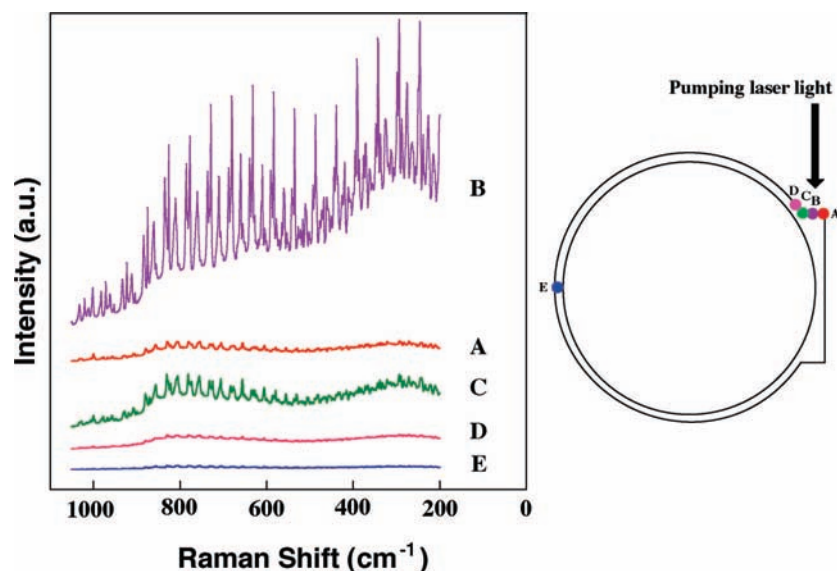 Intensity (a.u.)
B
A
C
D
E
1000 800 600 400 200 0
Raman Shift (cm⁻¹)
Pumping laser light
D C B A
E